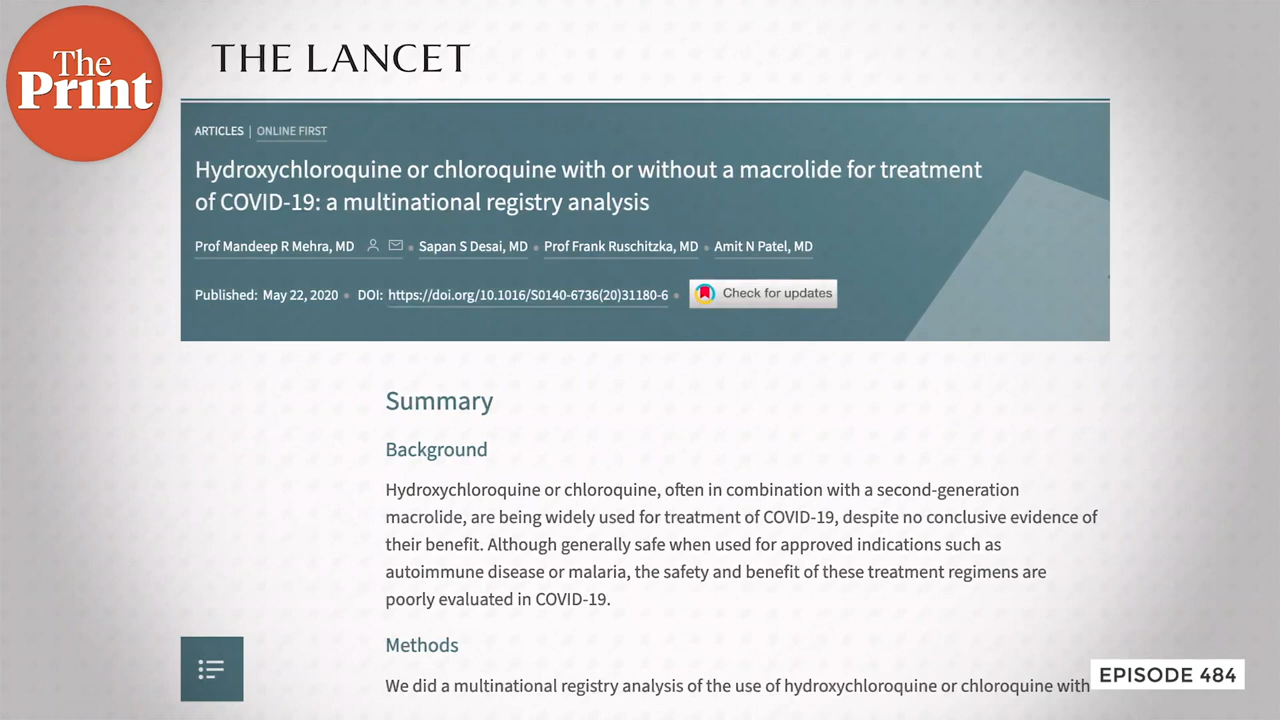 The
Print
THE LANCET
ARTICLES | ONLINE FIRST
Hydroxychloroquine or chloroquine with or without a macrolide for treatment
of COVID-19: a multinational registry analysis
Prof Mandeep R Mehra, MD • Sapan S Desai, MD • Prof Frank Ruschitzka, MD • Amit N Patel, MD
Published: May 22, 2020 • DOI: https://doi.org/10.1016/S0140-6736(20)31180-6 • Check for updates
Summary
Background
Hydroxychloroquine or chloroquine, often in combination with a second-generation
macrolide, are being widely used for treatment of COVID-19, despite no conclusive evidence of
their benefit. Although generally safe when used for approved indications such as
autoimmune disease or malaria, the safety and benefit of these treatment regimens are
poorly evaluated in COVID-19.
Methods
We did a multinational registry analysis of the use of hydroxychloroquine or chloroquine with
EPISODE 484